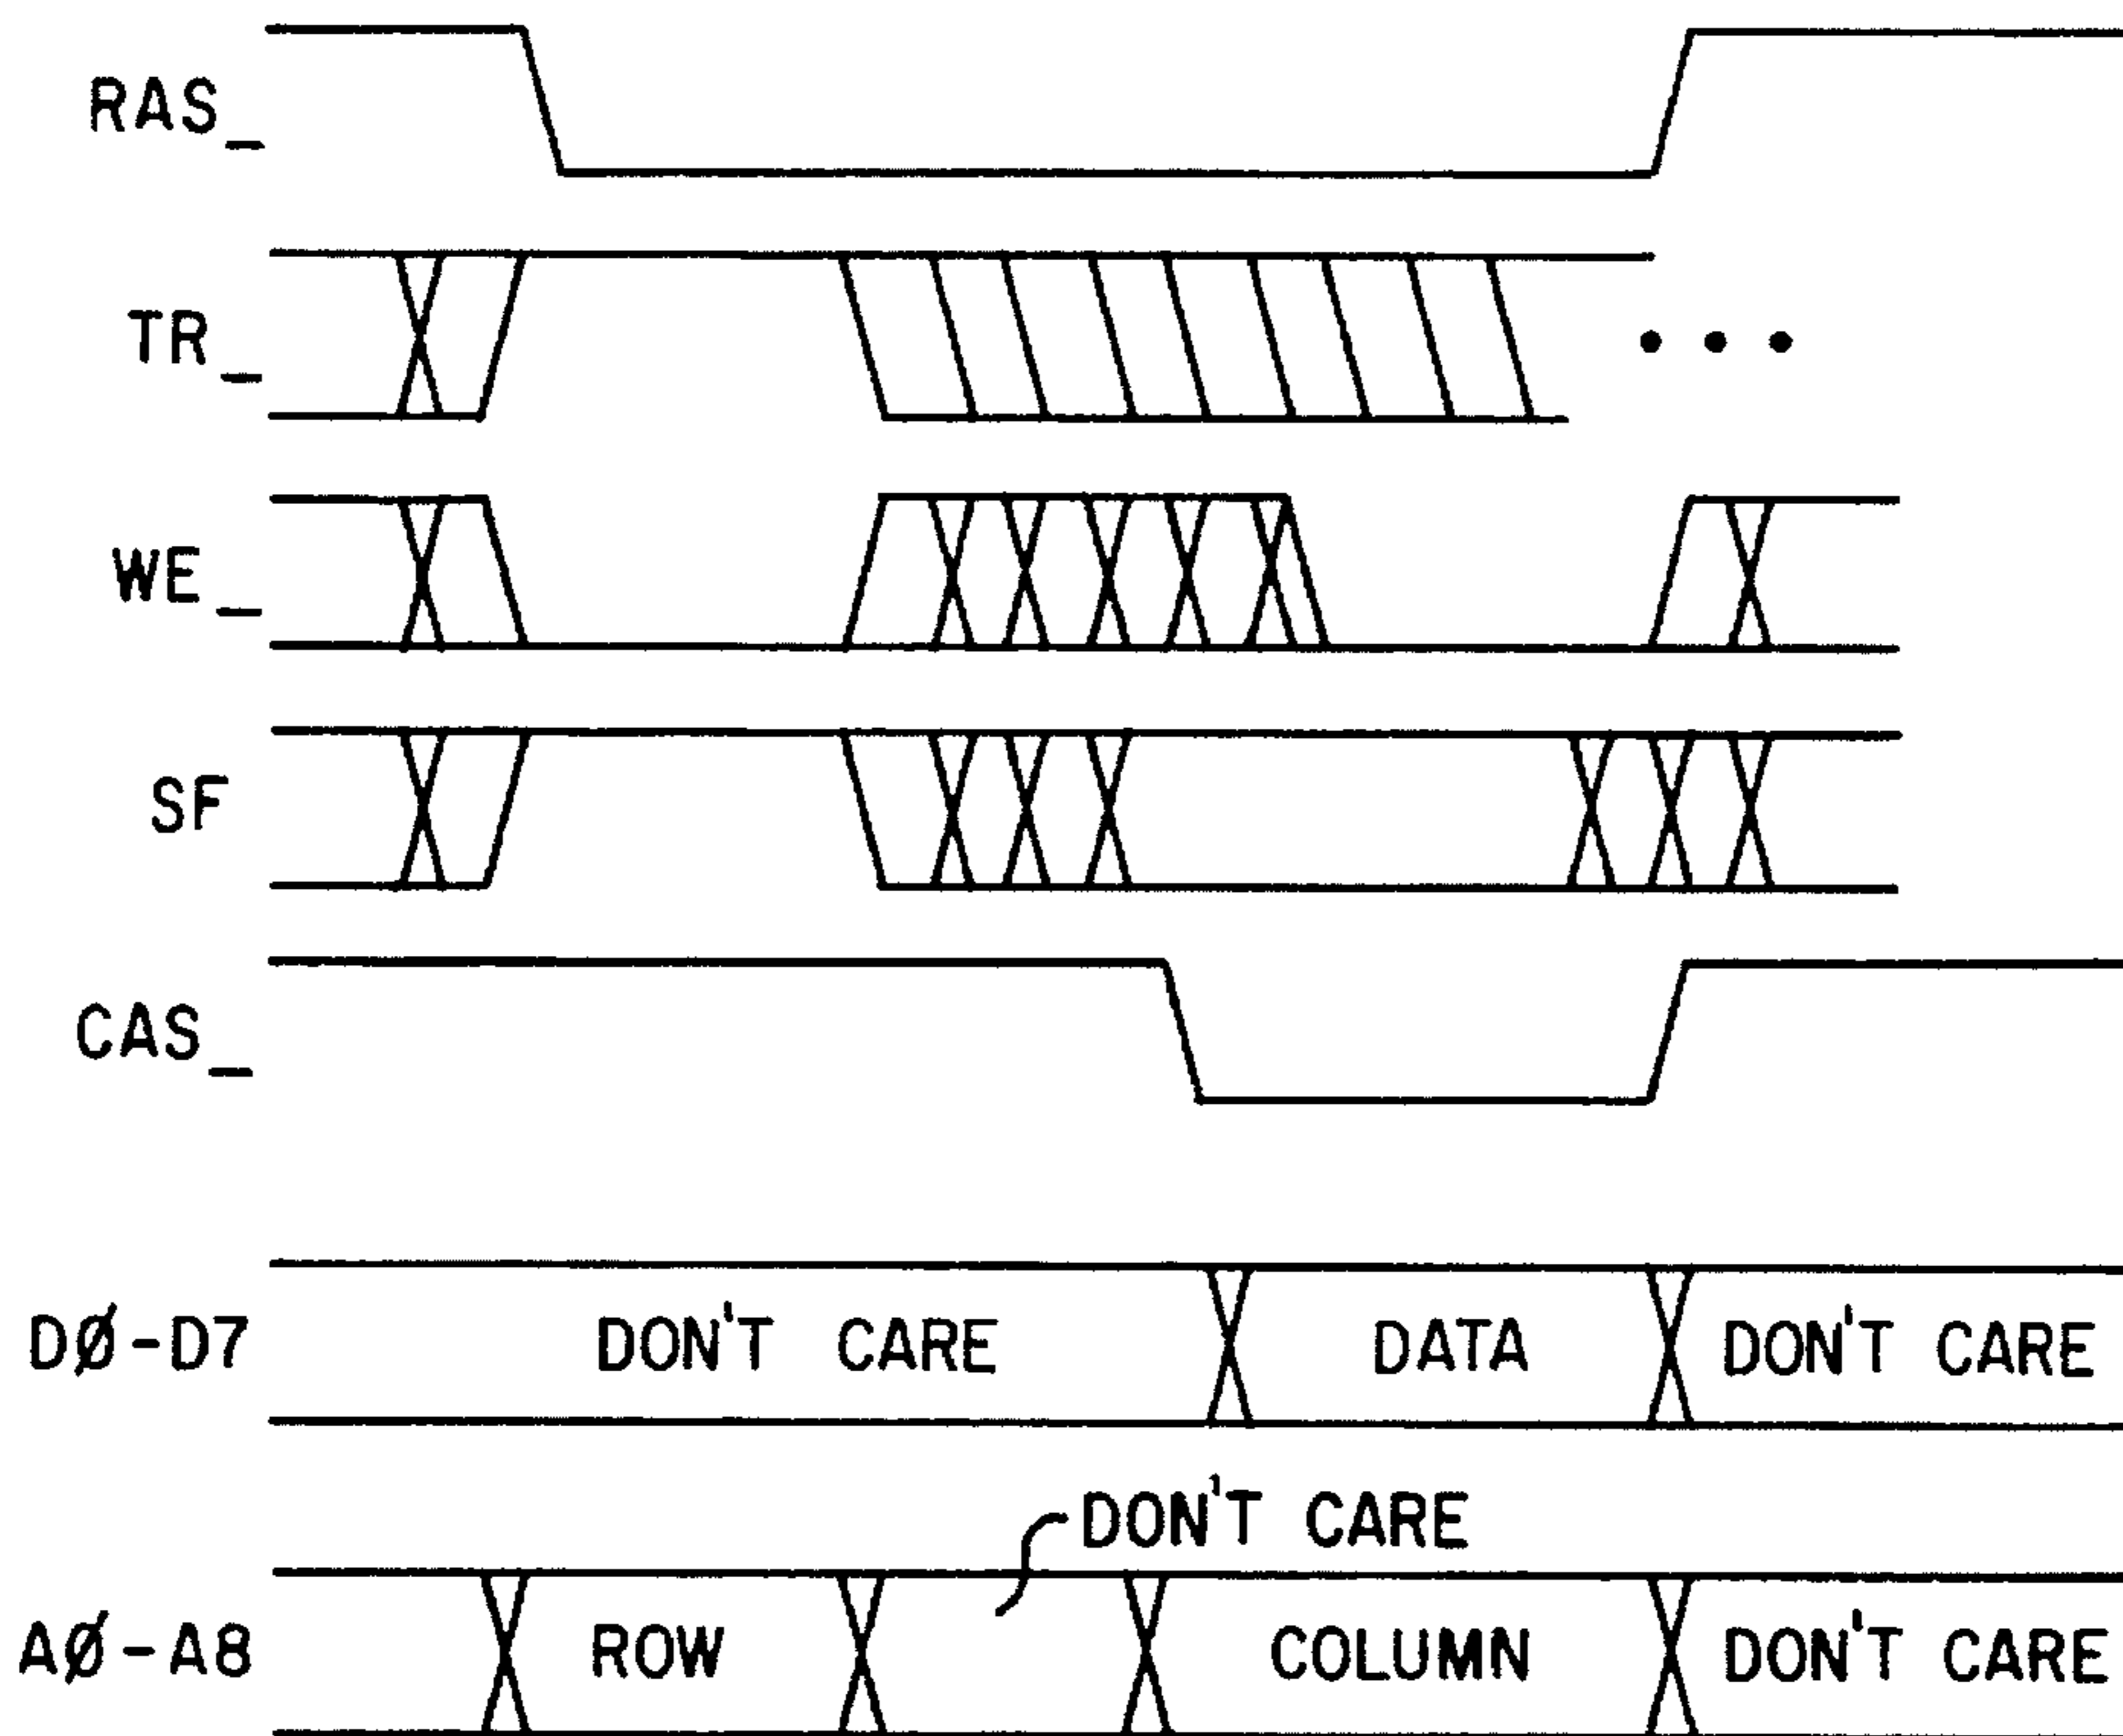 RAS_
TR_
WE_
SF
CAS_
DØ-D7 DON'T CARE DATA DON'T CARE
DON'T CARE
AØ-A8 ROW COLUMN DON'T CARE